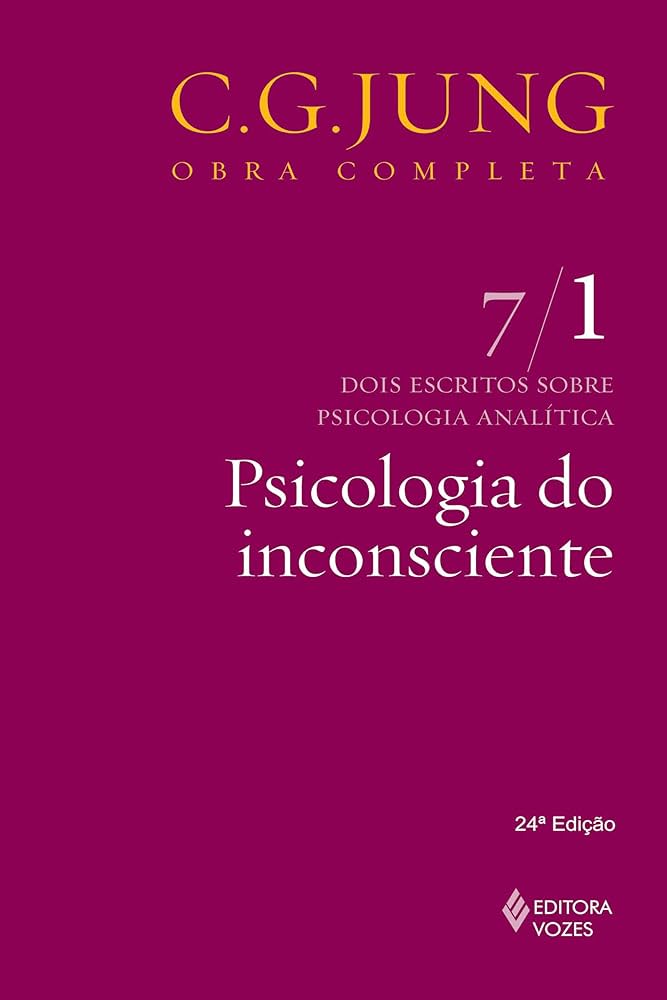 C.G.JUNG
OBRA COMPLETA
7/1
DOIS ESCRITOS SOBRE
PSICOLOGIA ANALÍTICA
Psicologia do
inconsciente
24ª Edição
EDITORA
VOZES